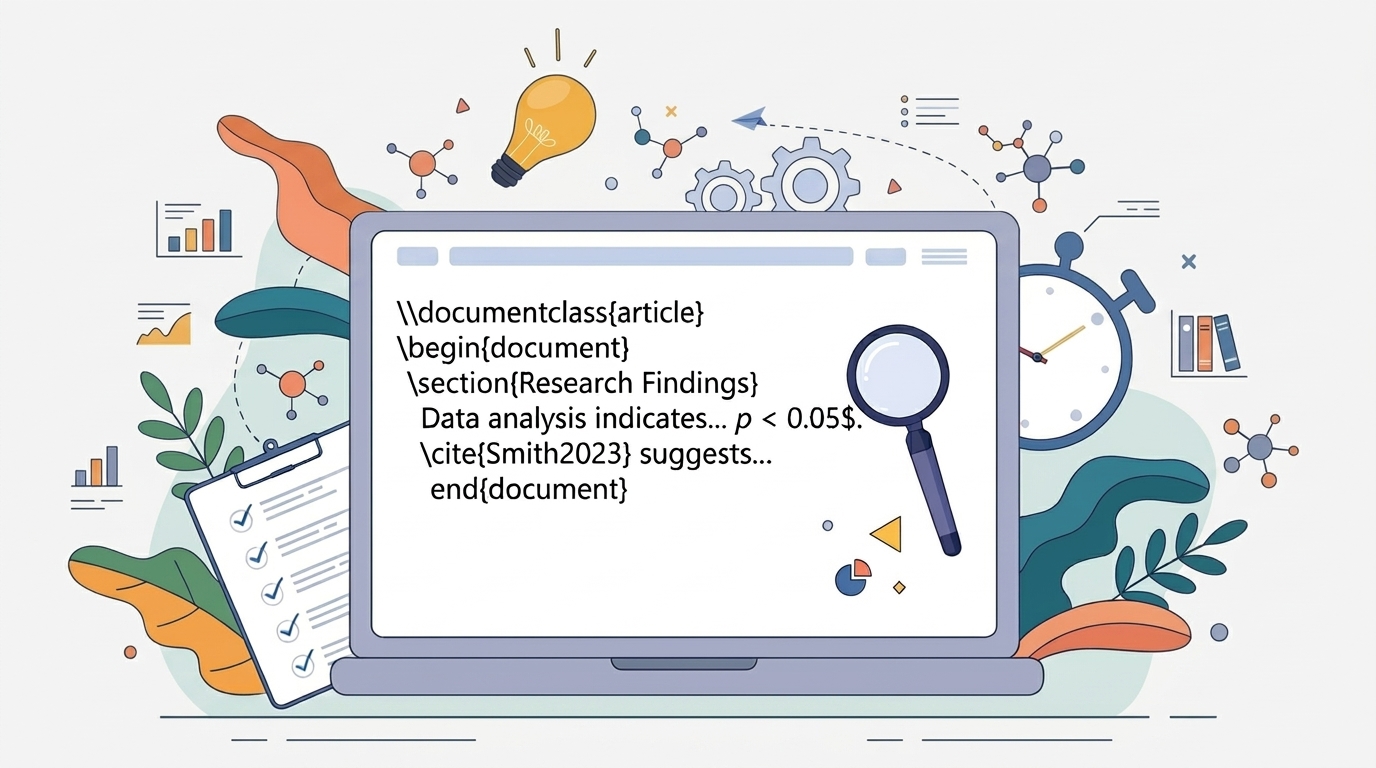 \\documentclass{article}
\begin{document}
\section{Research Findings}
Data analysis indicates... p < 0.05$.
\cite{Smith2023} suggests...
end{document}